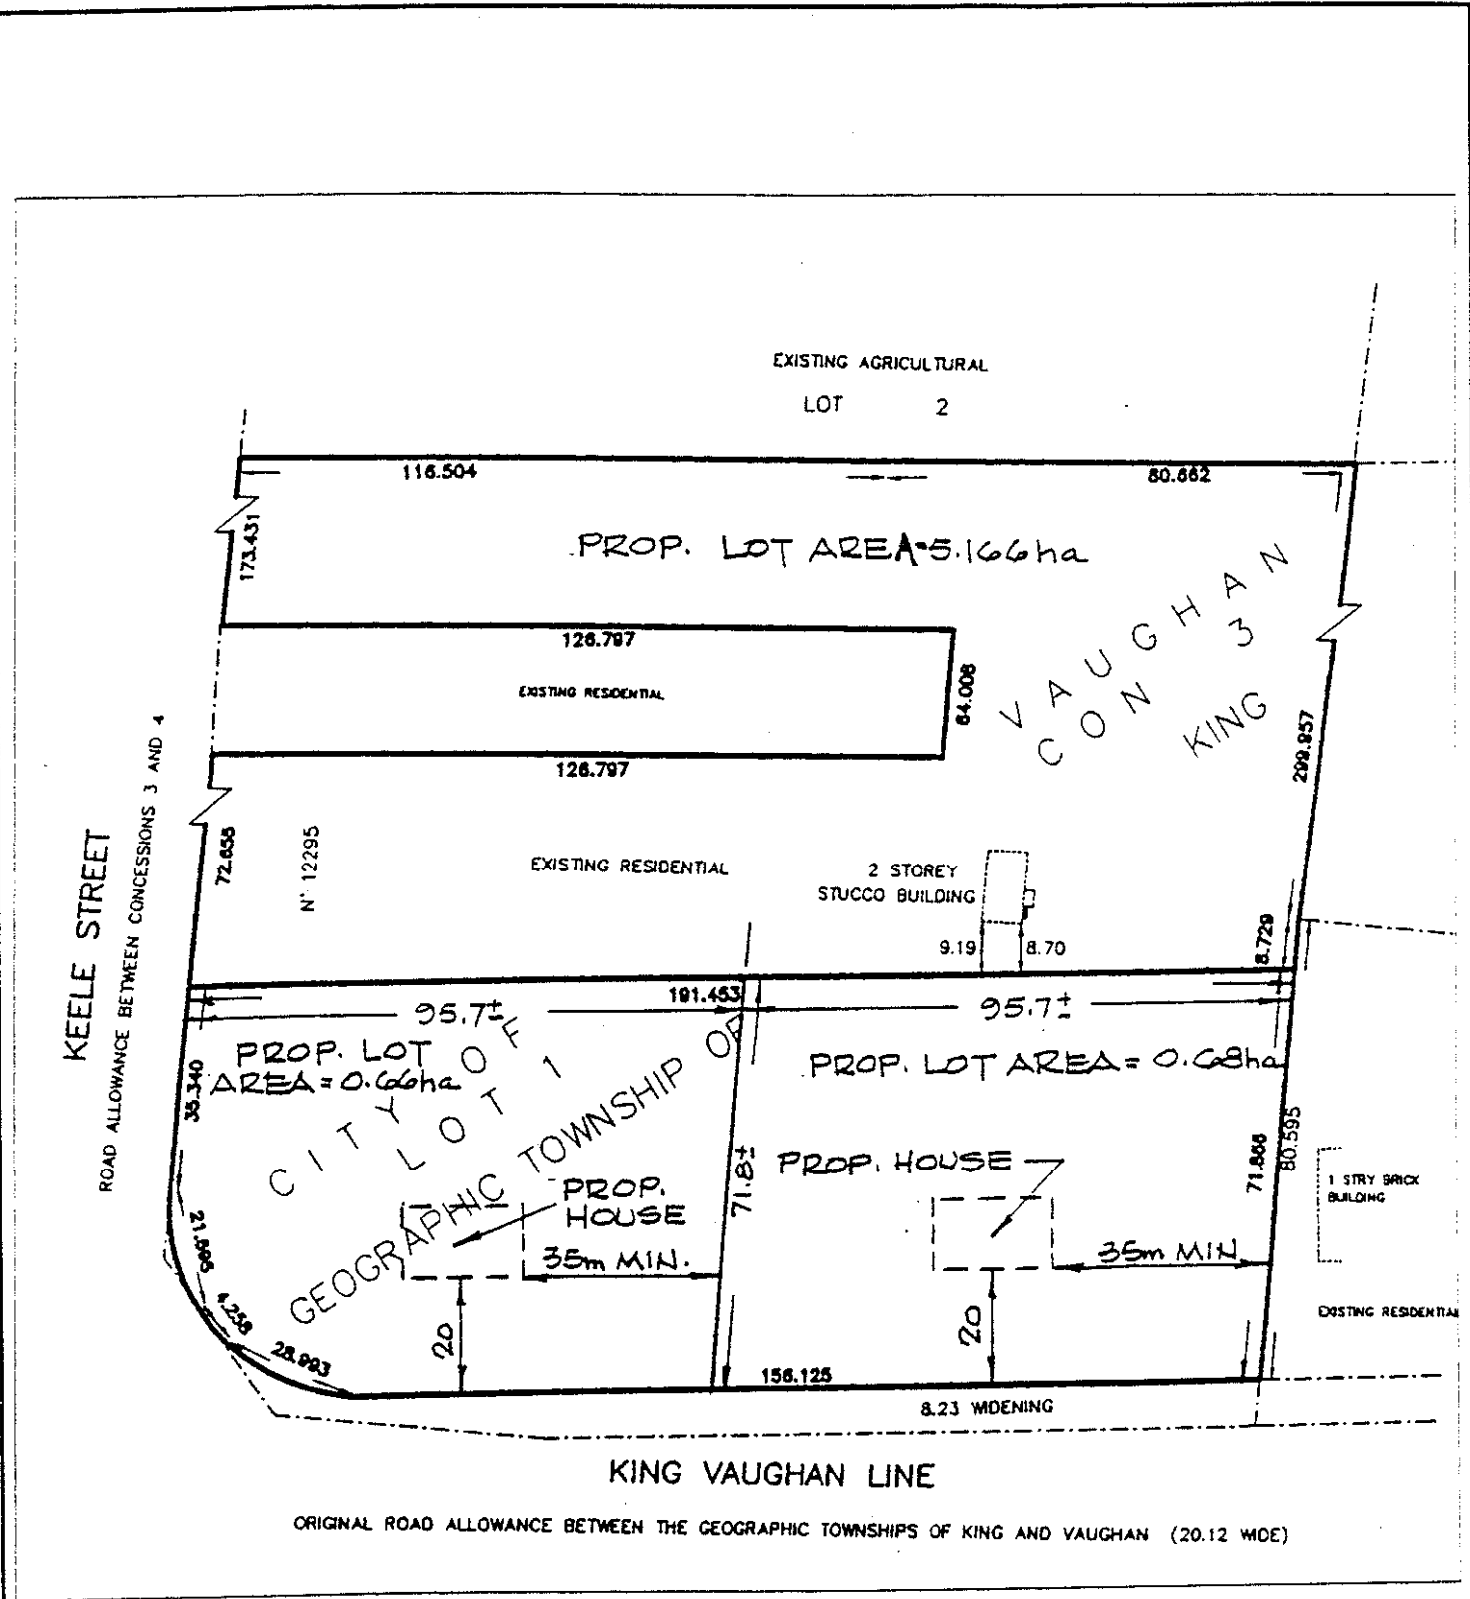 EXISTING AGRICULTURAL
LOT 2
116.504
80.662
173.431
PROP. LOT AREA=5.166ha
VAUGHAN
CON 3
KING
126.797
EXISTING RESIDENTIAL
64.008
126.797
299.957
KEELE STREET
ROAD ALLOWANCE BETWEEN CONCESSIONS 3 AND 4
72.658
N° 12295
EXISTING RESIDENTIAL
2 STOREY
STUCCO BUILDING
9.19
8.70
8.729
191.453
95.7±
95.7±
PROP. LOT
AREA=0.66ha
PROP. LOT AREA= 0.68ha
35.340
CITY OF
LOT 1
GEOGRAPHIC TOWNSHIP OF
71.8±
PROP. HOUSE
71.866
80.595
1 STRY BRICK
BUILDING
PROP.
HOUSE
35m MIN.
35m MIN.
4.258
28.993
20
20
EXISTING RESIDENTIAL
156.125
8.23 WIDENING
KING VAUGHAN LINE
ORIGINAL ROAD ALLOWANCE BETWEEN THE GEOGRAPHIC TOWNSHIPS OF KING AND VAUGHAN (20.12 WIDE)